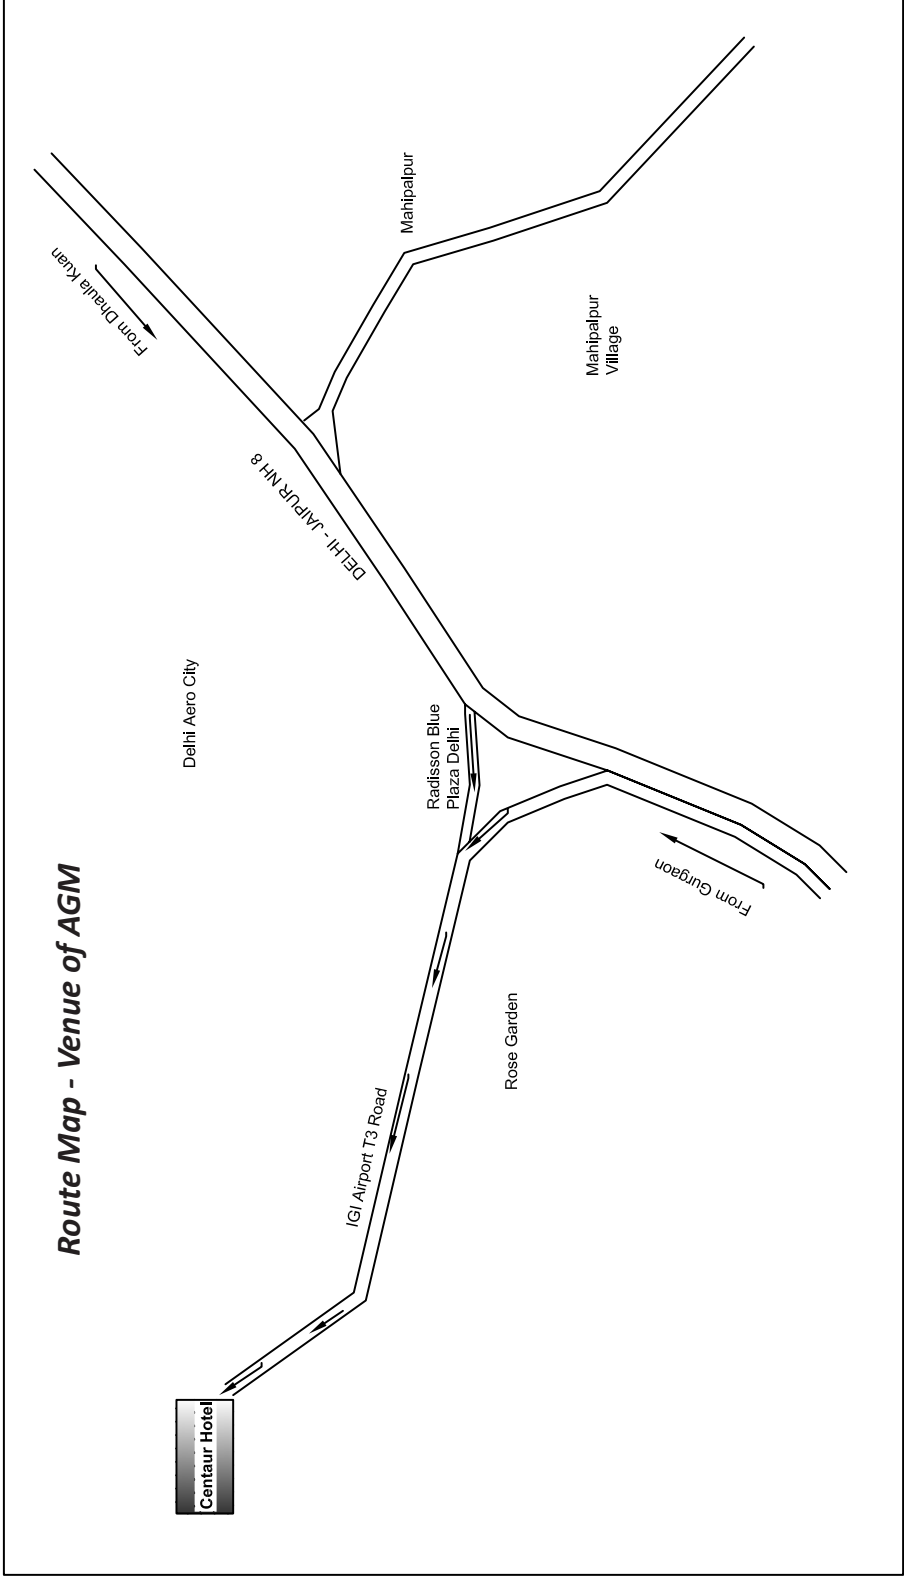 Route Map - Venue of AGM
From Dhaula Kuan
DELHI - JAIPUR NH 8
Mahipalpur
Mahipalpur
Village
Delhi Aero City
Radisson Blue
Plaza Delhi
From Gurgaon
Rose Garden
IGI Airport T3 Road
Centaur Hotel